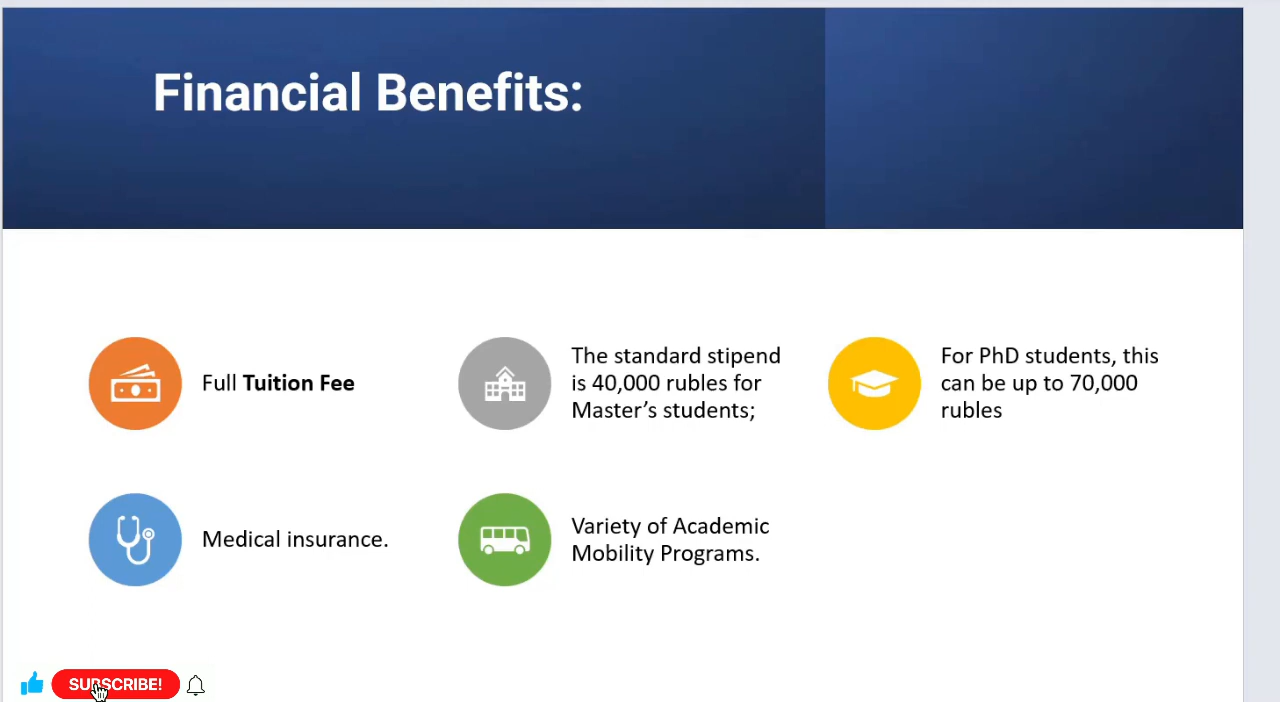 Financial Benefits:
Full Tuition Fee
The standard stipend
is 40,000 rubles for
Master’s students;
For PhD students, this
can be up to 70,000
rubles
Medical insurance.
Variety of Academic
Mobility Programs.
SUBSCRIBE!